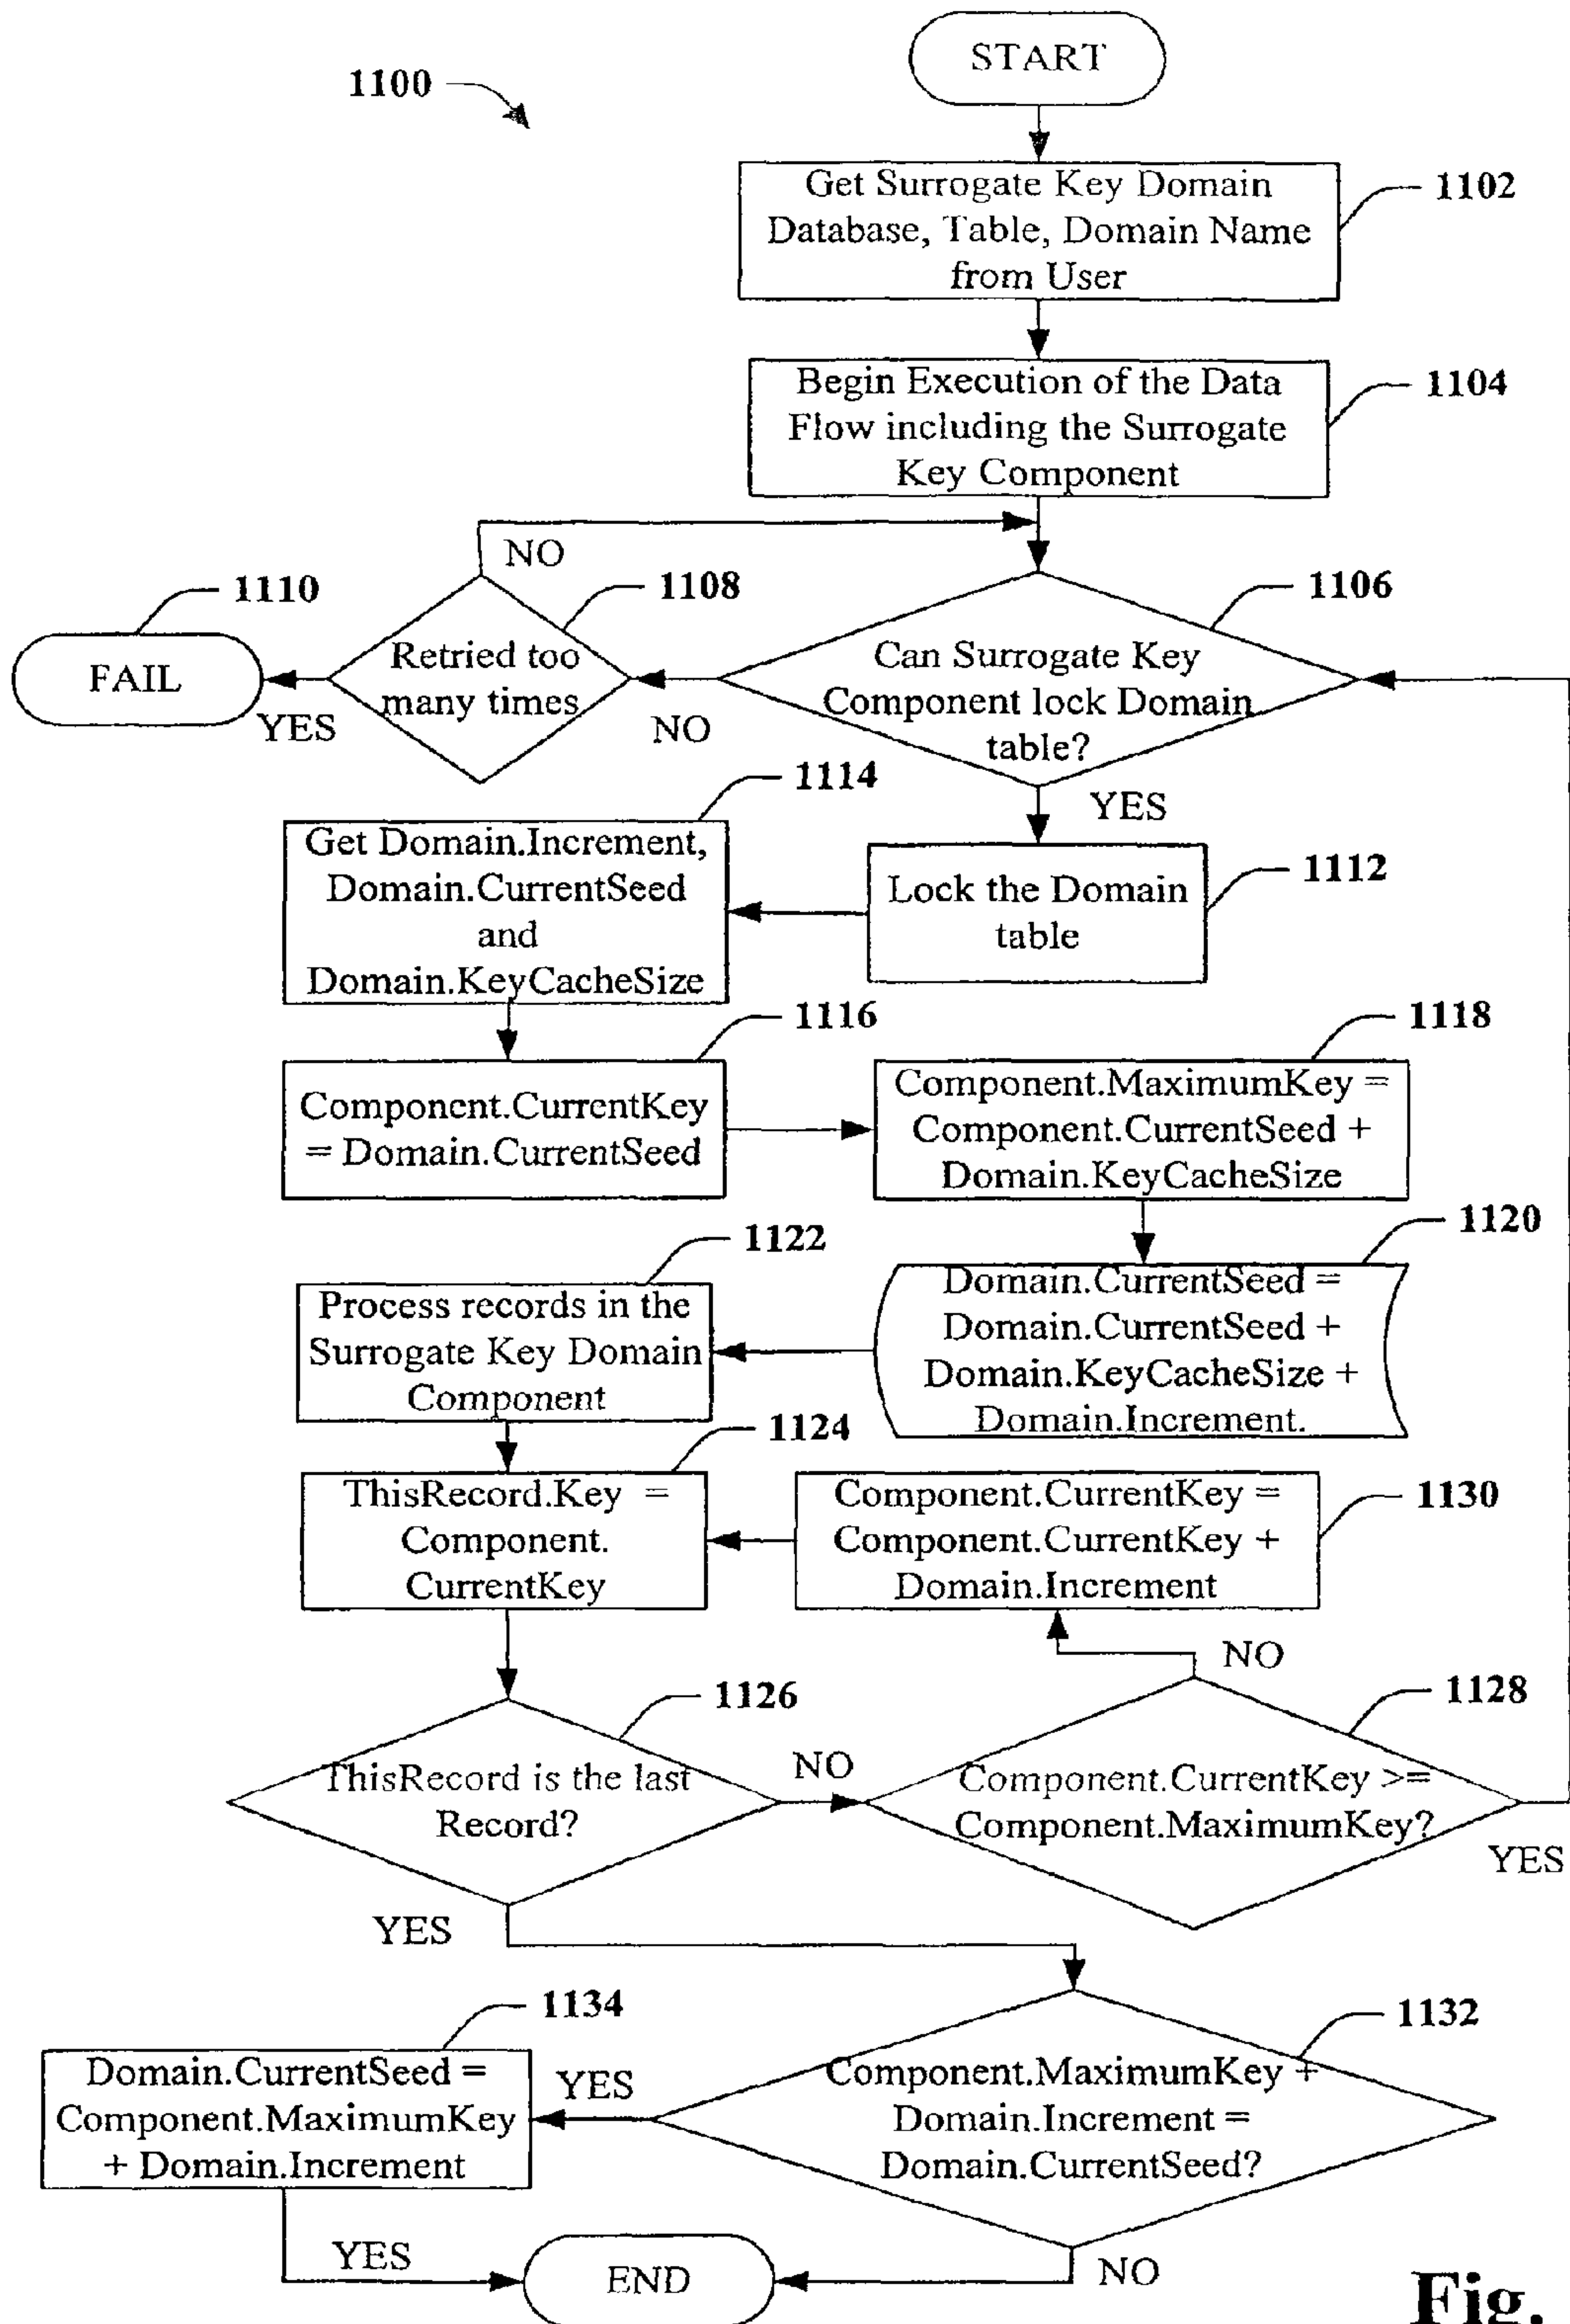 START
1100
Get Surrogate Key Domain
Database, Table, Domain Name
from User
1102
Begin Execution of the Data
Flow including the Surrogate
Key Component
1104
NO
1110
1108
1106
FAIL
YES
Retried too
many times
NO
Can Surrogate Key
Component lock Domain
table?
YES
1114
Get Domain.Increment,
Domain.CurrentSeed
and
Domain.KeyCacheSize
Lock the Domain
table
1112
1116
Component.CurrentKey
= Domain.CurrentSeed
1118
Component.MaximumKey =
Component.CurrentSeed +
Domain.KeyCacheSize
1120
Domain.CurrentSeed =
Domain.CurrentSeed +
Domain.KeyCacheSize +
Domain.Increment.
1122
Process records in the
Surrogate Key Domain
Component
1124
ThisRecord.Key =
Component.
CurrentKey
Component.CurrentKey =
Component.CurrentKey +
Domain.Increment
1130
NO
1126
ThisRecord is the last
Record?
NO
1128
Component.CurrentKey >=
Component.MaximumKey?
YES
YES
1134
Domain.CurrentSeed =
Component.MaximumKey
+ Domain.Increment
YES
1132
Component.MaximumKey +
Domain.Increment =
Domain.CurrentSeed?
YES
END
NO
Fig.